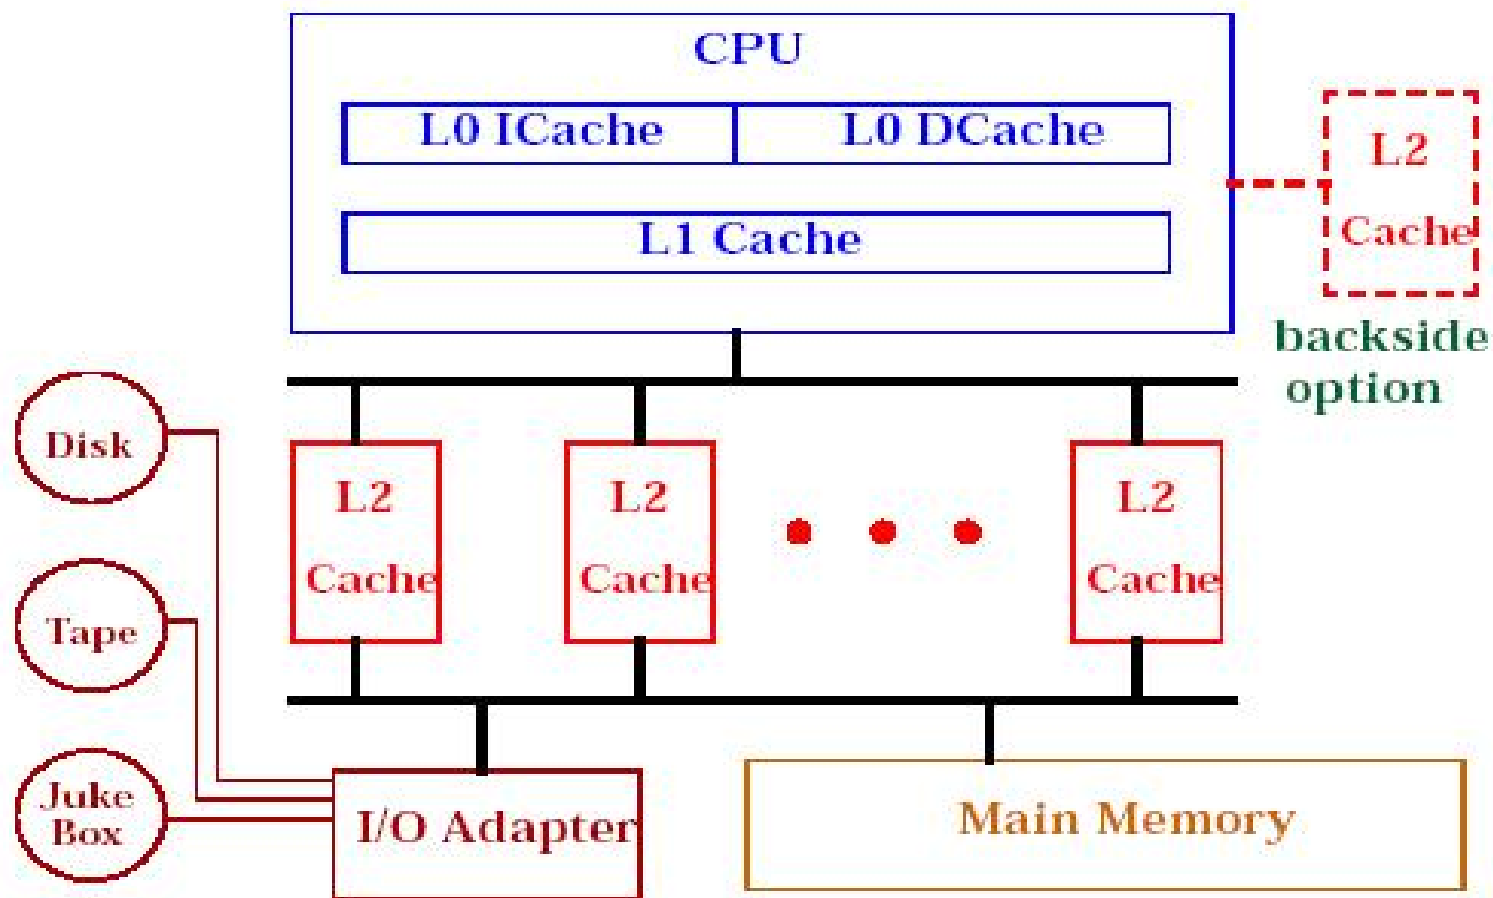 CPU
L0 ICache
L0 DCache
L1 Cache
L2
Cache
backside
option
Disk
Tape
Juke
Box
L2
Cache
L2
Cache
L2
Cache
I/O Adapter
Main Memory